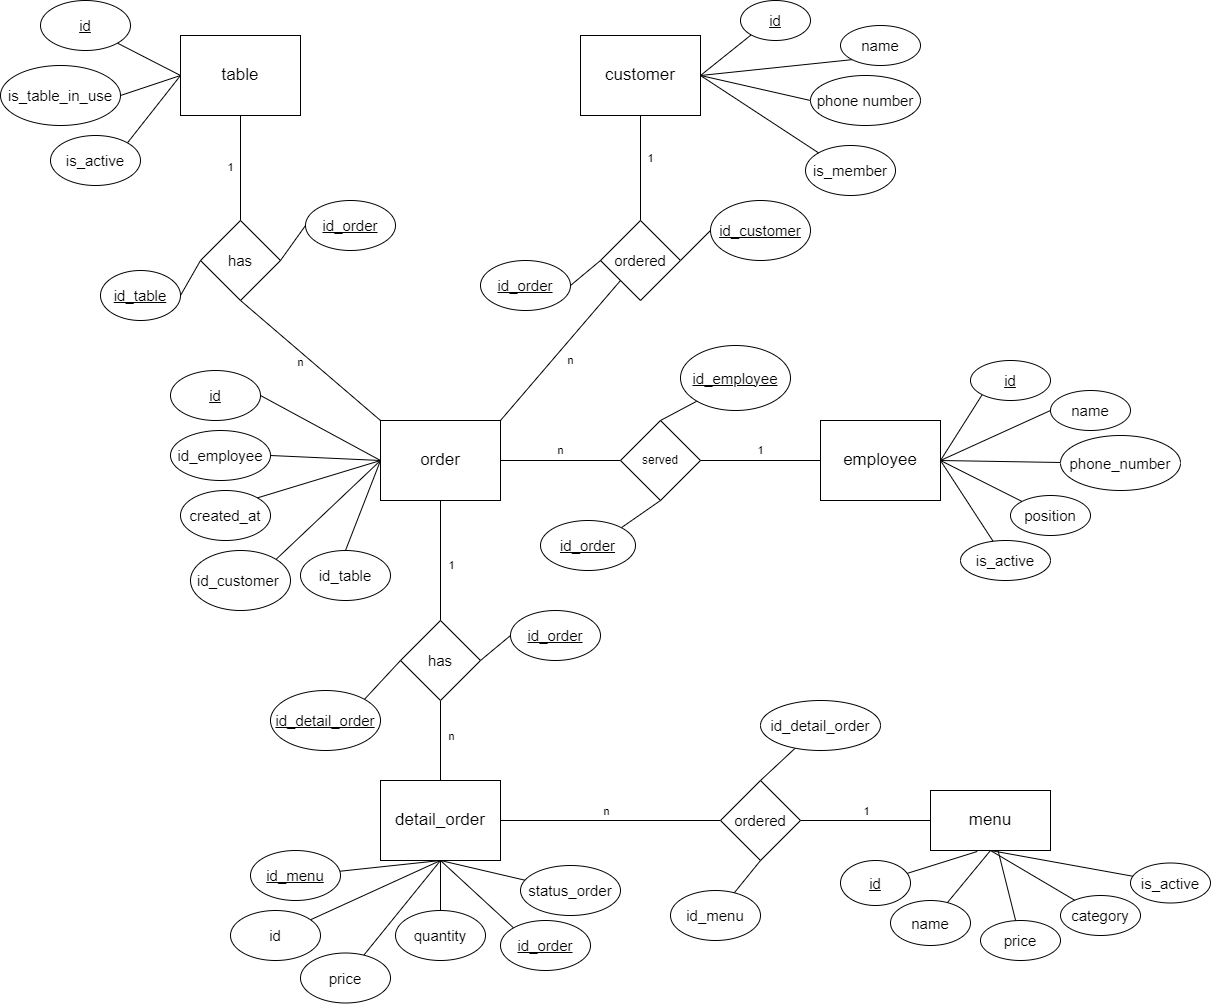 id
id
table
customer
name
is_table_in_use
phone number
is_active
1
1
is_member
id_order
id_customer
has
ordered
id_table
id_order
n
n
id_employee
id
id
name
id_employee
order
n
served
1
employee
phone_number
created_at
position
id_order
is_active
id_customer
id_table
1
id_order
has
id_detail_order
id_detail_order
n
detail_order
n
ordered
1
menu
id_menu
status_order
id
is_active
id
quantity
id_order
id_menu
name
category
price
price